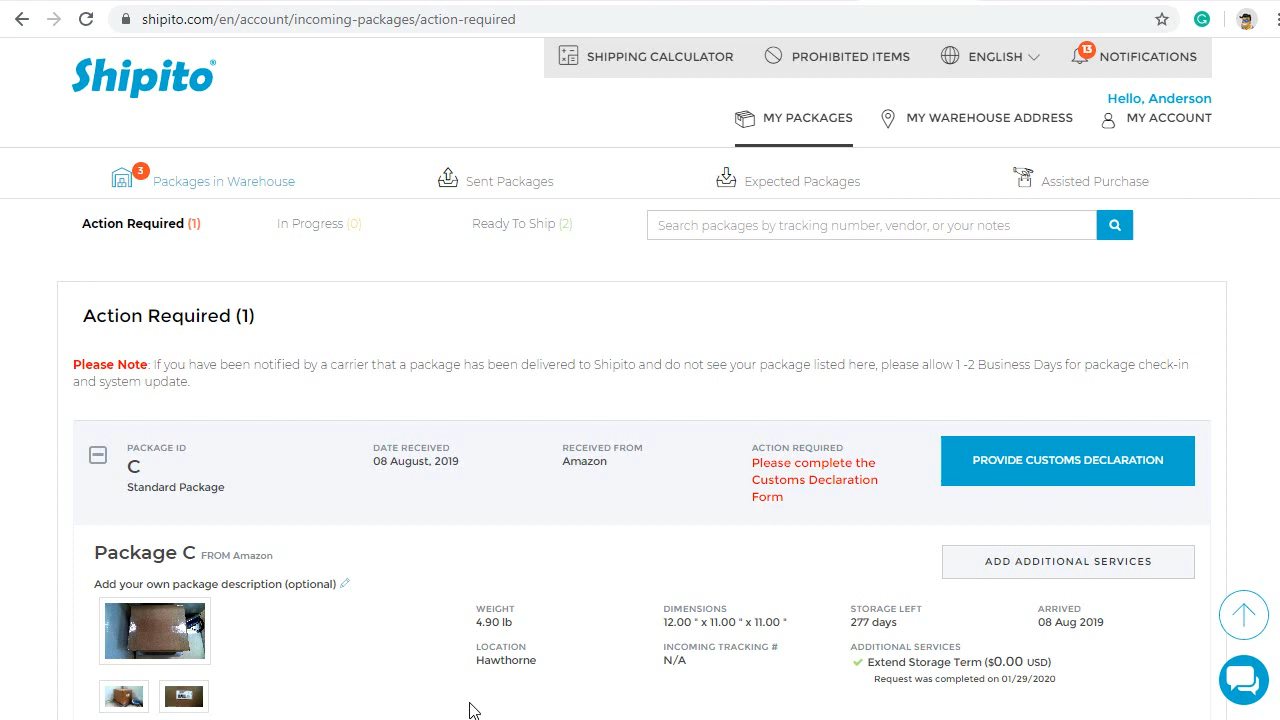 shipito.com/en/account/incoming-packages/action-required
Shipito®
SHIPPING CALCULATOR
PROHIBITED ITEMS
ENGLISH
13
NOTIFICATIONS
Hello, Anderson
MY PACKAGES
MY WAREHOUSE ADDRESS
MY ACCOUNT
3
Packages in Warehouse
Sent Packages
Expected Packages
Assisted Purchase
Action Required (1)
In Progress (0)
Ready To Ship (2)
Search packages by tracking number, vendor, or your notes
Action Required (1)
Please Note: If you have been notified by a carrier that a package has been delivered to Shipito and do not see your package listed here, please allow 1 -2 Business Days for package check-in
and system update.
PACKAGE ID
C
Standard Package
DATE RECEIVED
08 August, 2019
RECEIVED FROM
Amazon
ACTION REQUIRED
Please complete the
Customs Declaration
Form
PROVIDE CUSTOMS DECLARATION
Package C FROM Amazon
ADD ADDITIONAL SERVICES
Add your own package description (optional)
WEIGHT
4.90 lb
DIMENSIONS
12.00 " x 11.00 " x 11.00 "
STORAGE LEFT
277 days
ARRIVED
08 Aug 2019
LOCATION
Hawthorne
INCOMING TRACKING #
N/A
ADDITIONAL SERVICES
Extend Storage Term ($0.00 USD)
Request was completed on 01/29/2020